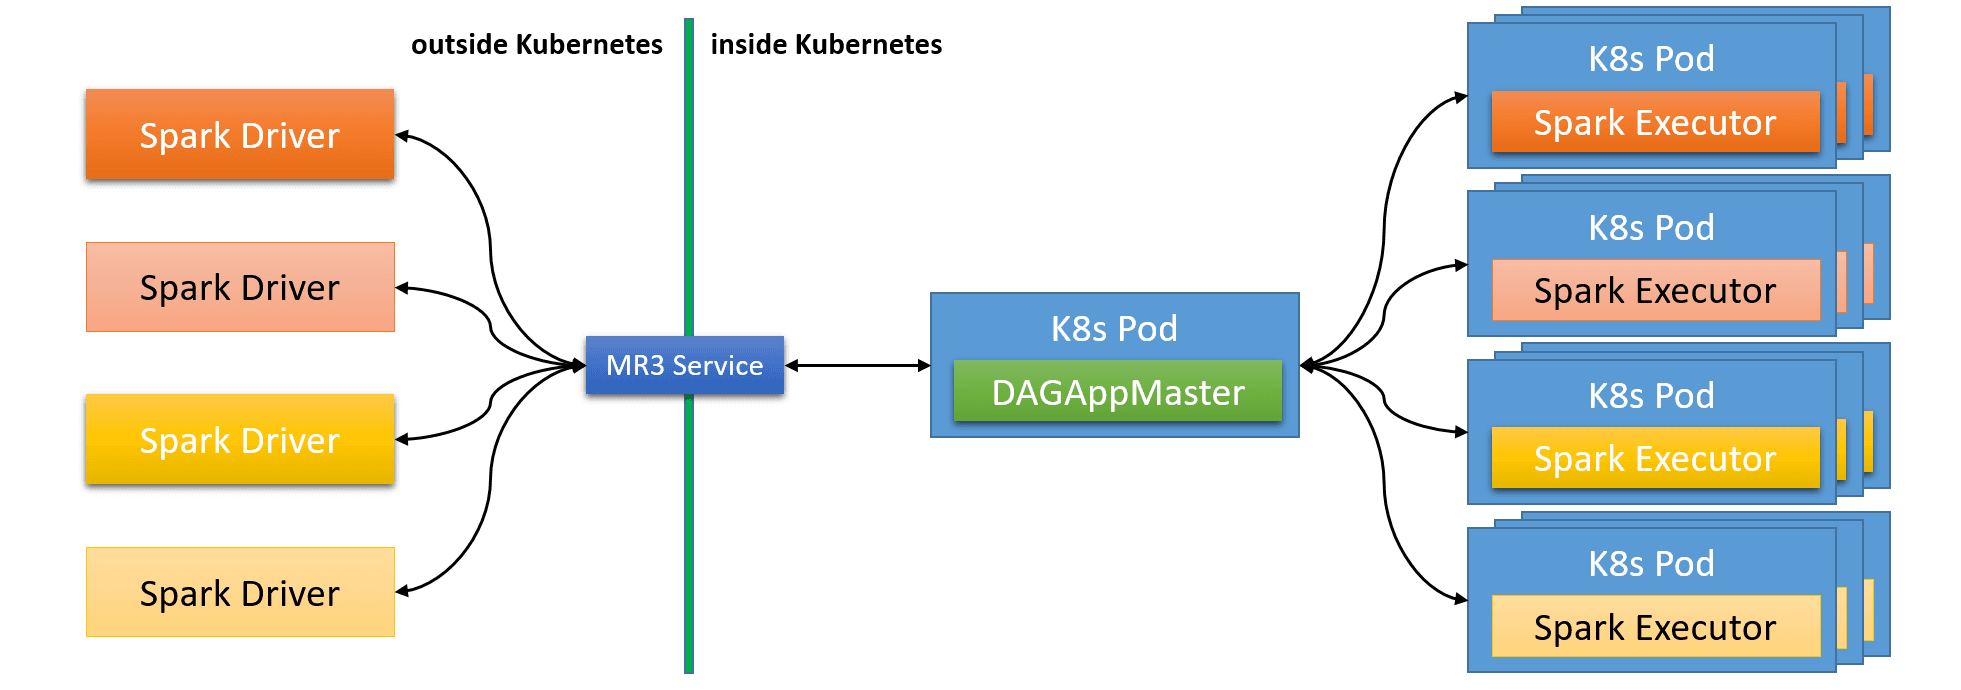 outside Kubernetes
inside Kubernetes
Spark Driver
Spark Driver
Spark Driver
Spark Driver
MR3 Service
K8s Pod
DAGAppMaster
K8s Pod
Spark Executor
K8s Pod
Spark Executor
K8s Pod
Spark Executor
K8s Pod
Spark Executor